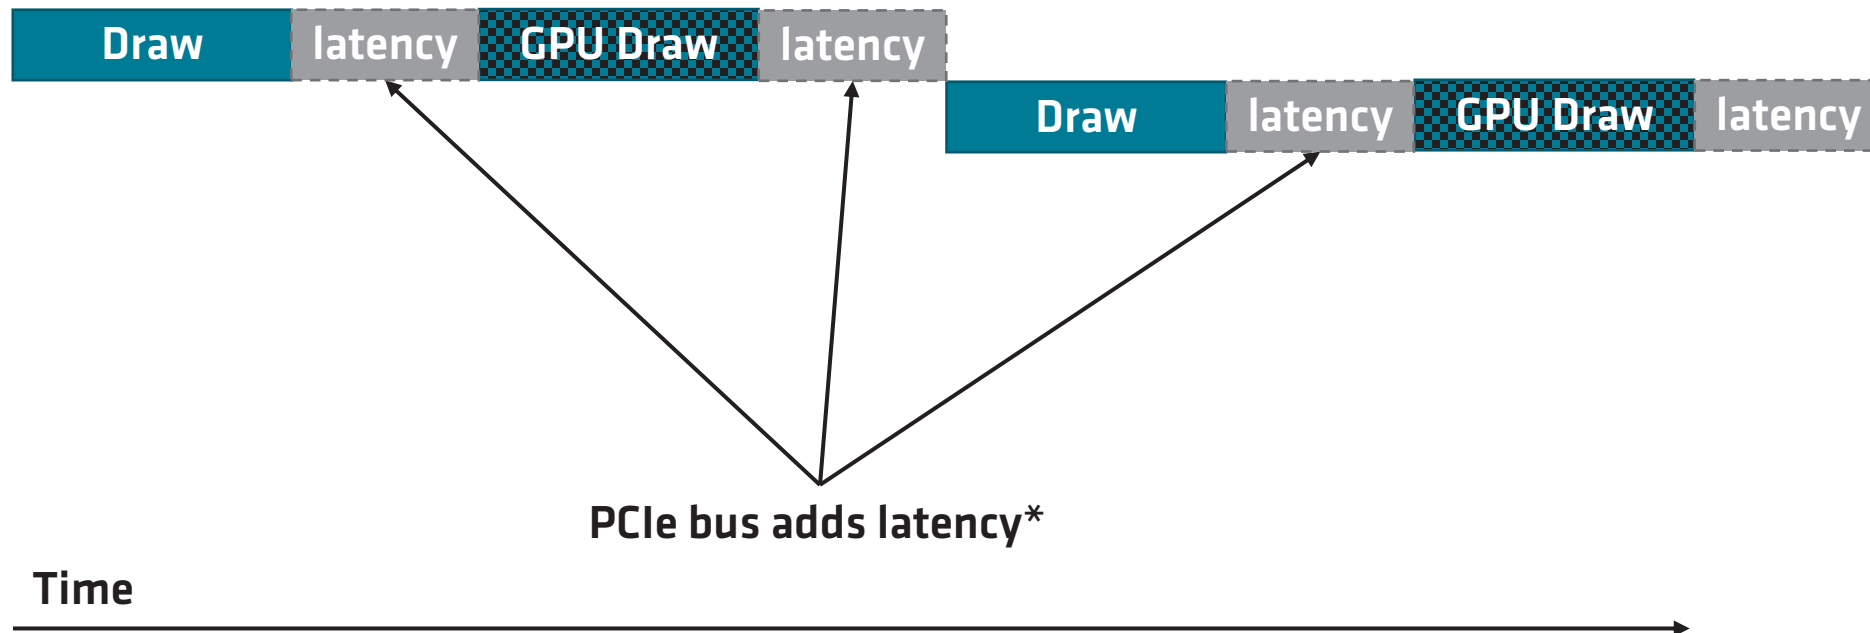 Draw latency GPU Draw latency
Draw latency GPU Draw latency
PCIe bus adds latency*
Time